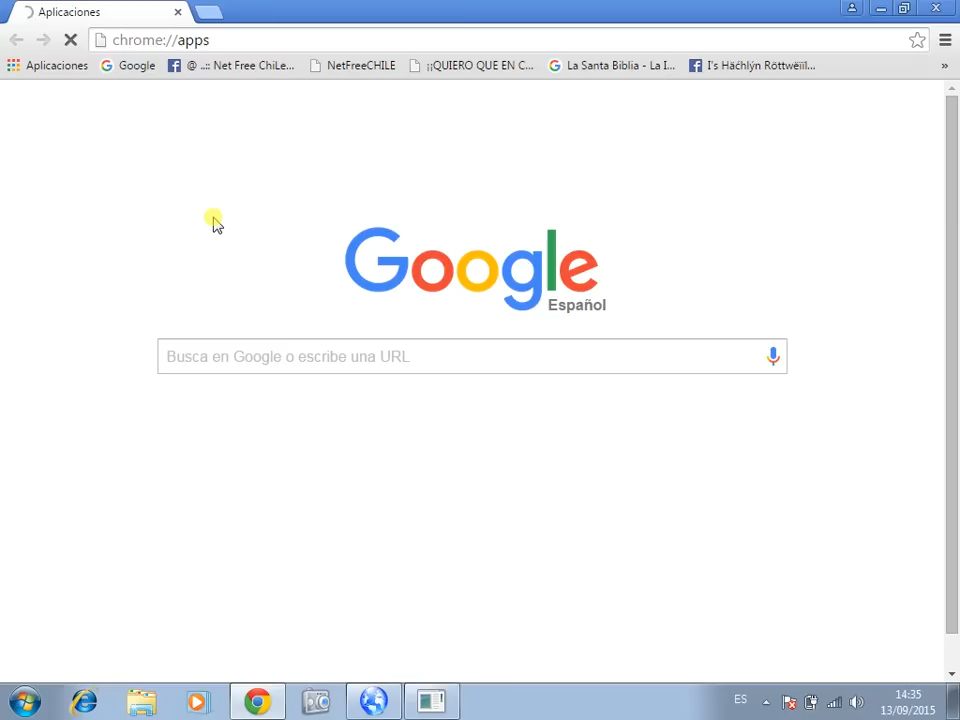 Aplicaciones
chrome://apps
Aplicaciones
Google
@ ..:: Net Free ChiLe...
NetFreeCHILE
¡¡QUIERO QUE EN C...
La Santa Biblia - La I...
I's Häćhlýn Röttwëïl...
»
Google
Español
Busca en Google o escribe una URL
ES
14:35
13/09/2015